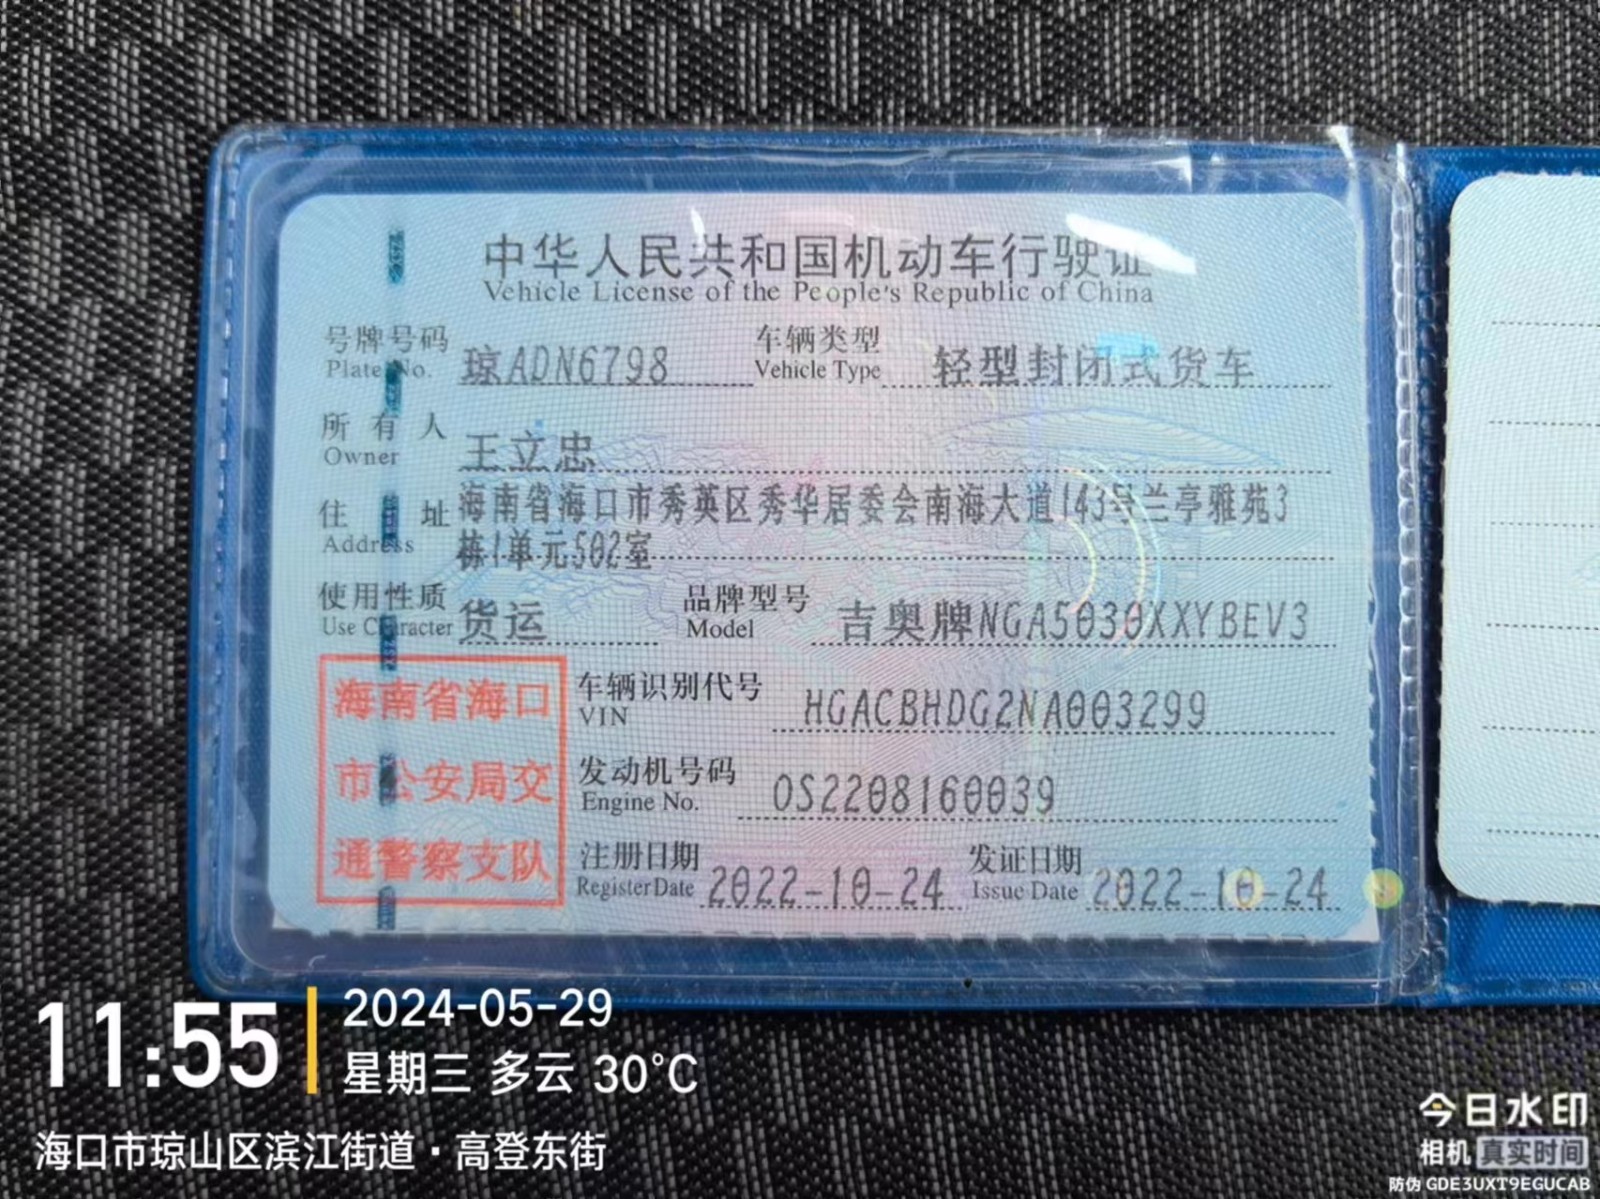 中华人民共和国机动车行驶证
Vehicle License of the People's Republic of China
号牌号码 琼ADN6798 车辆类型 轻型封闭式货车
Plate No. Vehicle Type
所有人 王立忠
Owner
住址 海南省海口市秀英区秀华居委会南海大道143号兰亭雅苑3
Address 栋1单元502室
使用性质 货运 品牌型号 吉奥牌NGA5030XXYBEV3
Use Character Model
海南省海口
市公安局交
通警察支队
车辆识别代号 HGACBHDG2NA003299
VIN
发动机号码 OS2208160039
Engine No.
注册日期 2022-10-24 发证日期 2022-10-24
Register Date Issue Date
11:55
2024-05-29
星期三 多云 30°C
海口市琼山区滨江街道·高登东街
今日水印
相机 真实时间
防伪 GDE3UXT9EGUCAB